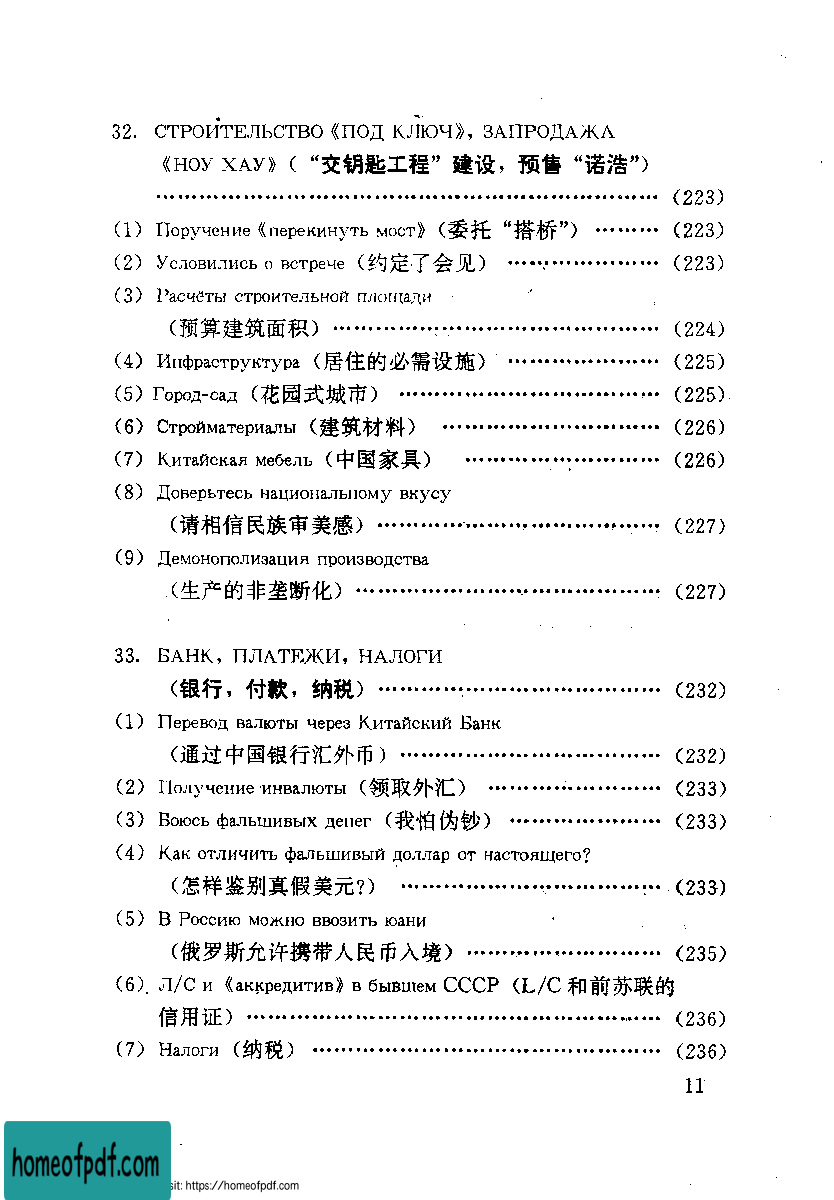 32. СТРОИТЕЛЬСТВО《ПОД КЛЮЧ》, ЗАПРОДАЖА
《НОУ ХАУ》(“交钥匙工程”建设，预售“诺浩”)
…………………………………………………………… (223)
(1) Поручение《перекинуть мост》(委托“搭桥”) ……… (223)
(2) Условились о встрече (约定了会见) ……………… (223)
(3) Расчёты строительной площади
(预算建筑面积) ……………………………………… (224)
(4) Инфраструктура (居住的必需设施) ……………… (225)
(5) Город-сад (花园式城市) …………………………… (225)
(6) Стройматериалы (建筑材料) ……………………… (226)
(7) Китайская мебель (中国家具) …………………… (226)
(8) Доверьтесь национальному вкусу
(请相信民族审美感) ………………………………… (227)
(9) Демонополизация производства
(生产的非垄断化) …………………………………… (227)
33. БАНК, ПЛАТЕЖИ, НАЛОГИ
(银行，付款，纳税) ………………………………… (232)
(1) Перевод валюты через Китайский Банк
(通过中国银行汇外币) ……………………………… (232)
(2) Получение инвалюты (领取外汇) ………………… (233)
(3) Боюсь фальшивых денег (我怕伪钞) ……………… (233)
(4) Как отличить фальшивый доллар от настоящего?
(怎样鉴别真假美元?) ……………………………… (233)
(5) В Россию можно ввозить юани
(俄罗斯允许携带人民币入境) ……………………… (235)
(6) Л/С и《аккредитив》в бывшем СССР (L/C 和前苏联的
信用证) ………………………………………………… (236)
(7) Налоги (纳税) ………………………………………… (236)
11
homeofpdf.com
sit: https://homeofpdf.com